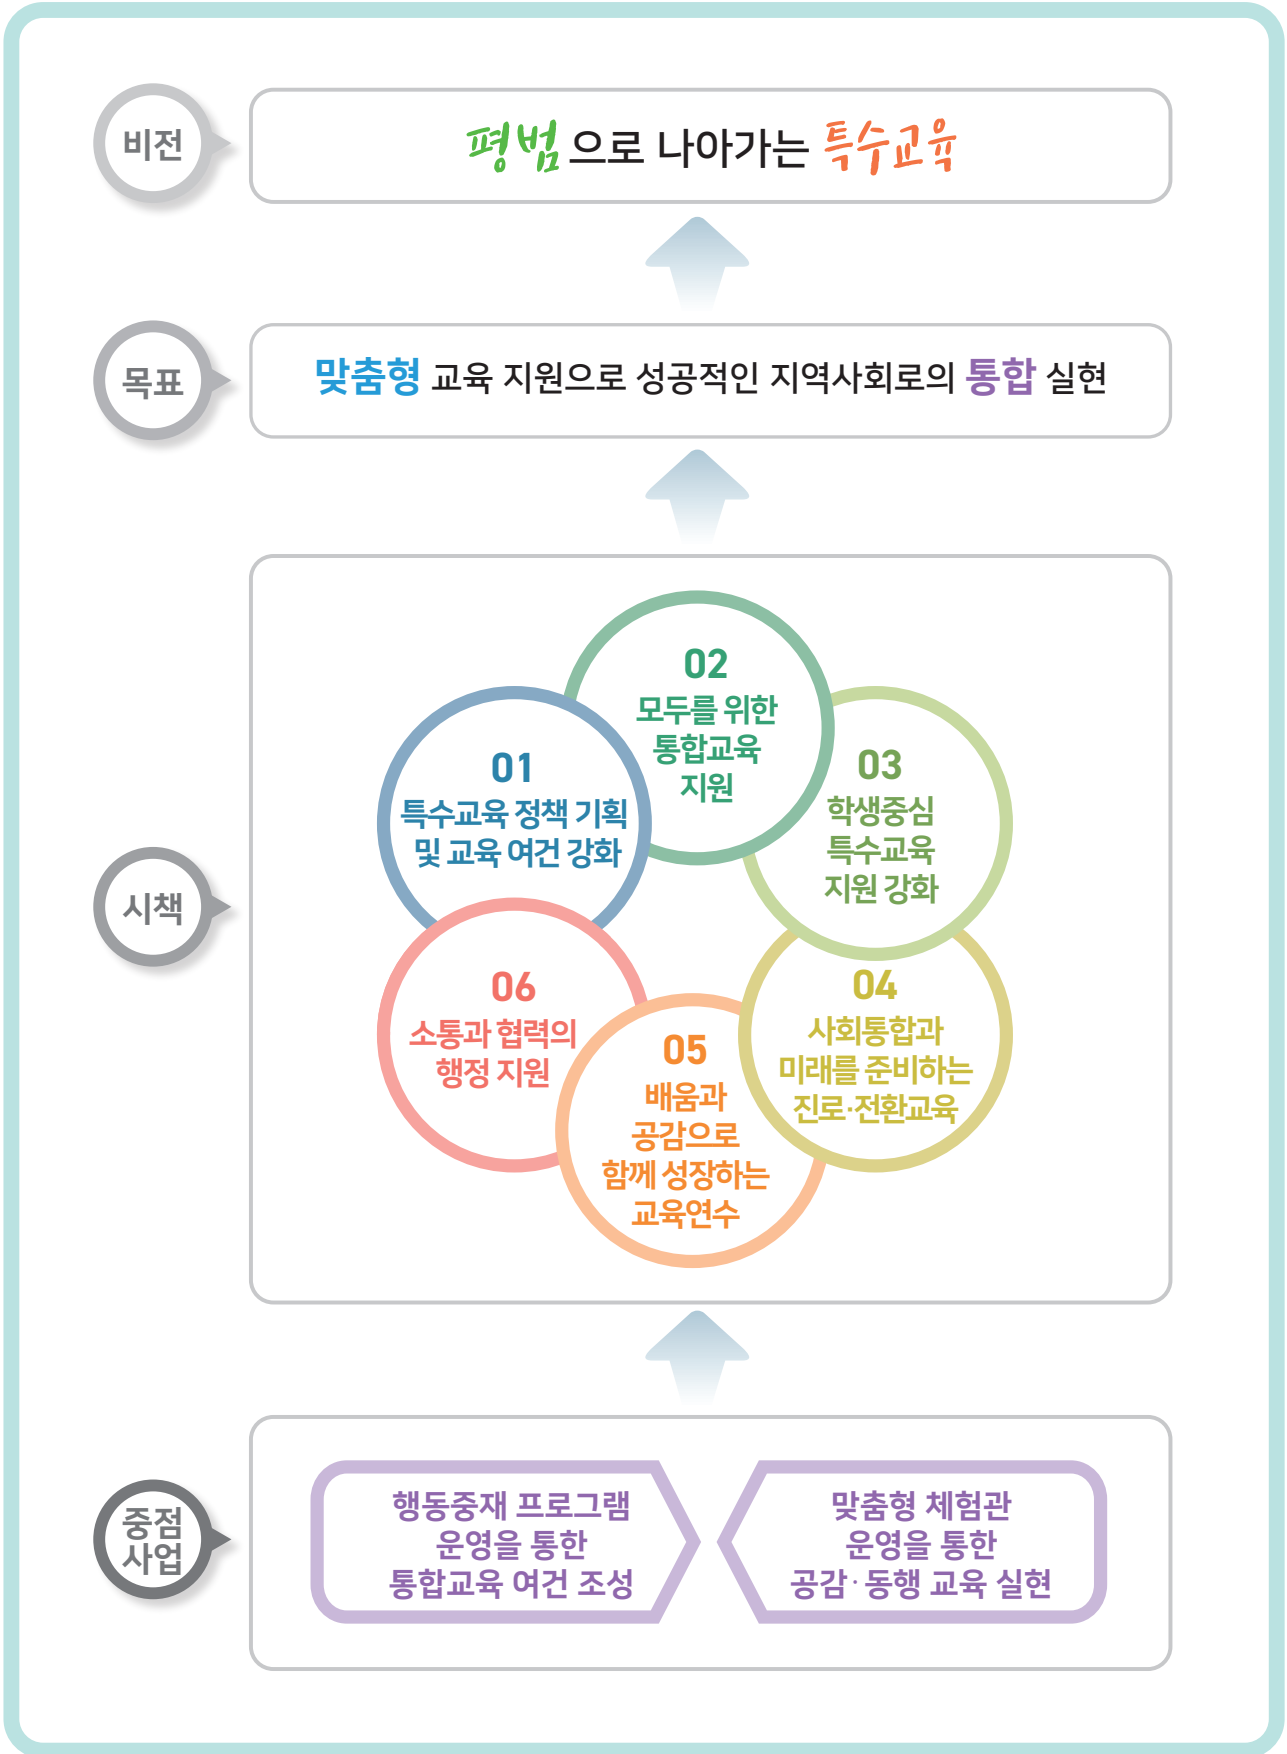 비전
평범으로 나아가는 특수교육
목표
맞춤형 교육 지원으로 성공적인 지역사회로의 통합 실현
시책
01
특수교육 정책 기획
및 교육 여건 강화
02
모두를 위한
통합교육
지원
03
학생중심
특수교육
지원 강화
04
사회통합과
미래를 준비하는
진로·전환교육
05
배움과
공감으로
함께 성장하는
교육연수
06
소통과 협력의
행정 지원
중점
사업
행동중재 프로그램
운영을 통한
통합교육 여건 조성
맞춤형 체험관
운영을 통한
공감·동행 교육 실현